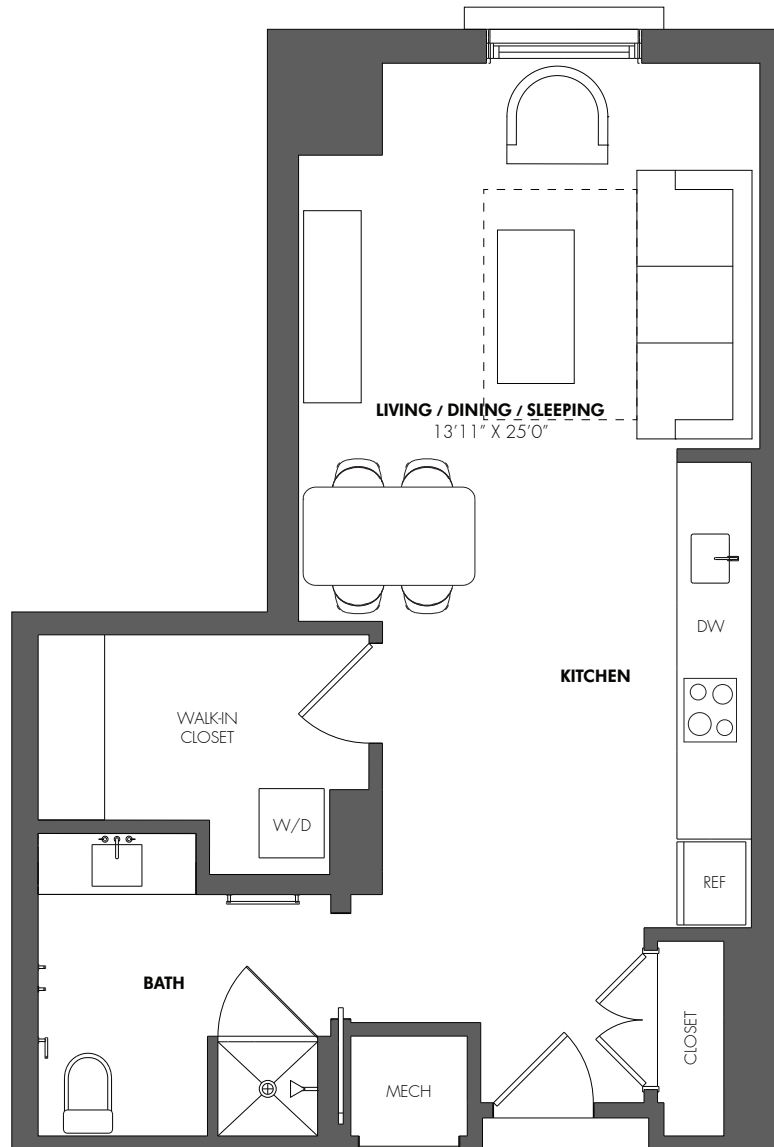 LIVING / DINING / SLEEPING
13'11" X 25'0"
DW
KITCHEN
WALK-IN
CLOSET
W/D
REF
BATH
CLOSET
MECH